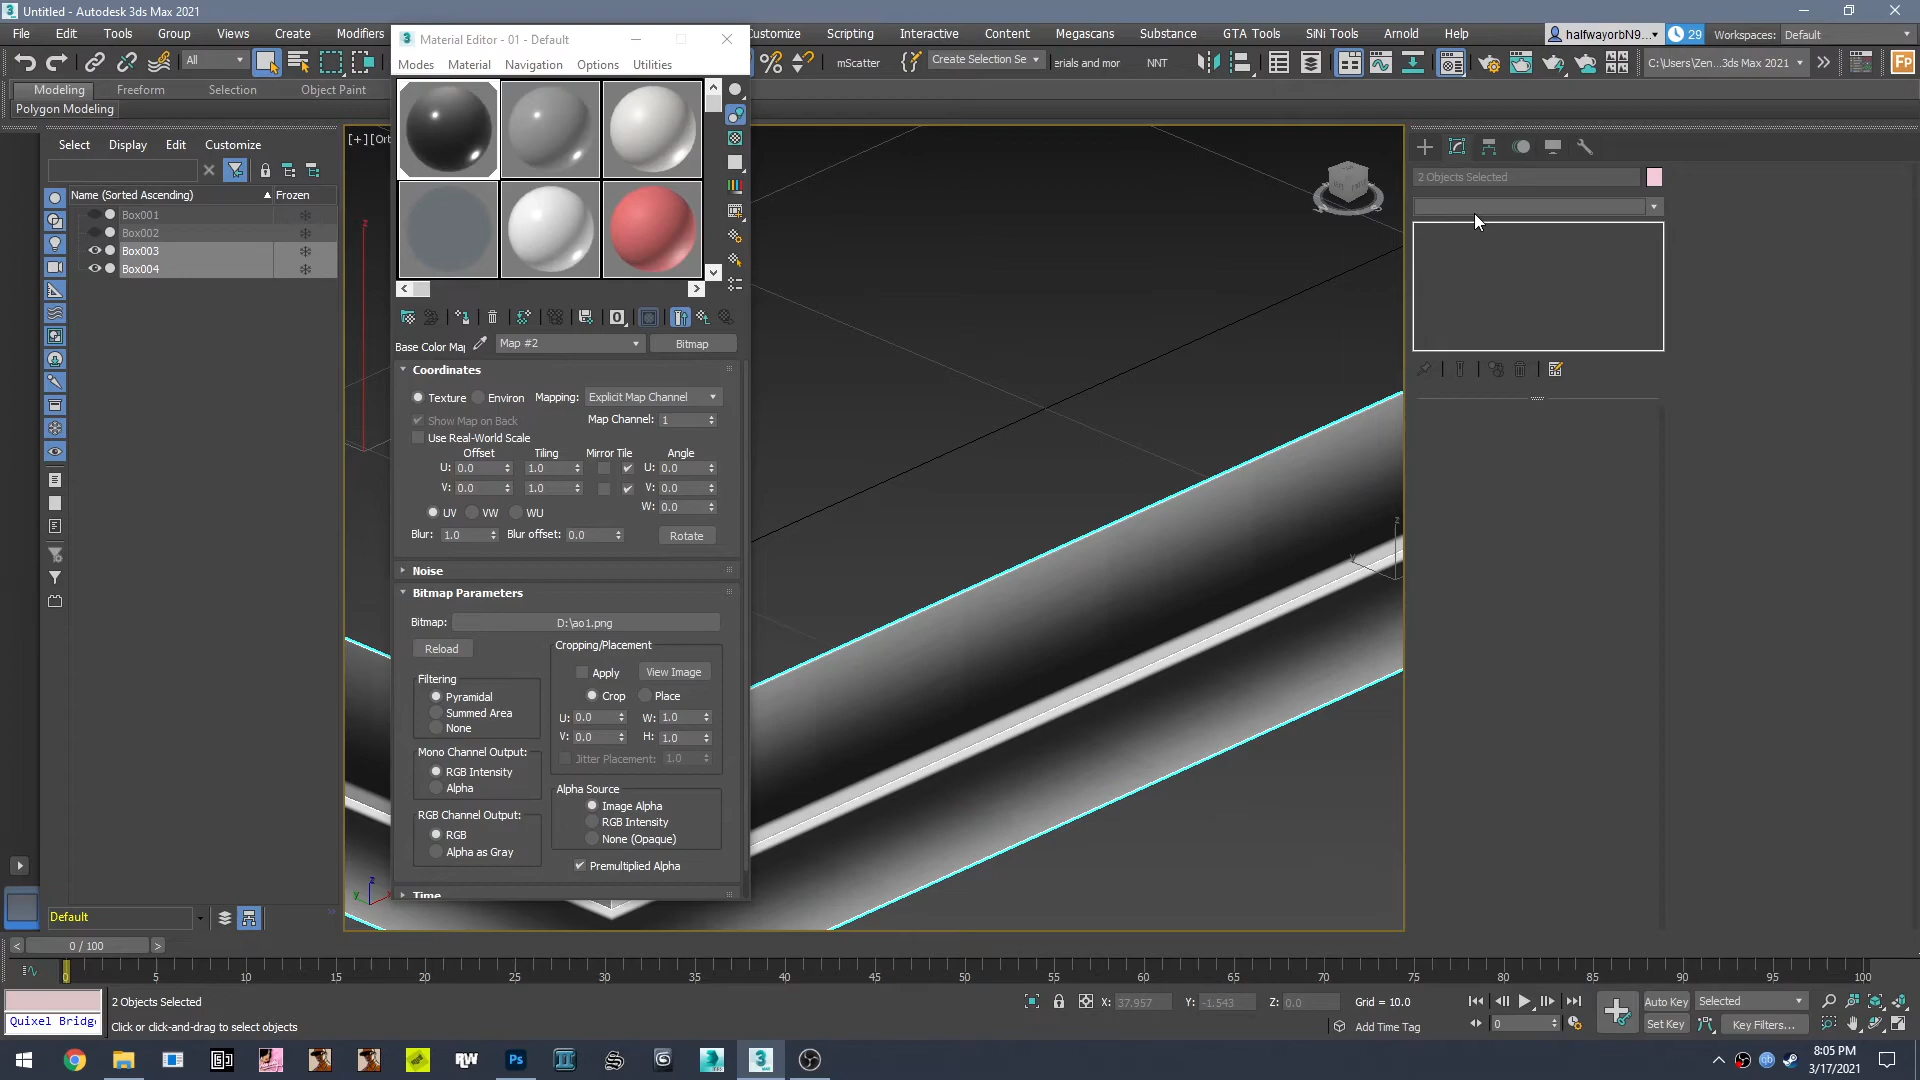 Untitled - Autodesk 3ds Max 2021
File Edit Tools Group Views Create Modifiers Customize Scripting Interactive Content Megascans Substance GTA Tools SiNi Tools Arnold Help
halfwayorbN9... 29 Workspaces: Default
All mScatter Create Selection Se erials and mor NNT C:\Users\Zen...3ds Max 2021 FP
Modeling Freeform Selection Object Paint
Polygon Modeling
Material Editor - 01 - Default
Modes Material Navigation Options Utilities
Select Display Edit Customize
Name (Sorted Ascending) Frozen
Box001
Box002
Box003
Box004
Default
[+][Ort
Base Color Map Map #2 Bitmap
Coordinates
Texture Environ Mapping: Explicit Map Channel
Show Map on Back Map Channel: 1
Use Real-World Scale
Offset Tiling Mirror Tile Angle
U: 0.0 1.0 U: 0.0
V: 0.0 1.0 V: 0.0
UV VW WU W: 0.0
Blur: 1.0 Blur offset: 0.0 Rotate
Noise
Bitmap Parameters
Bitmap: D:\ao1.png
Reload
Cropping/Placement
Apply View Image
Crop Place
U: 0.0 W: 1.0
V: 0.0 H: 1.0
Jitter Placement: 1.0
Filtering
Pyramidal
Summed Area
None
Mono Channel Output:
RGB Intensity
Alpha
RGB Channel Output:
RGB
Alpha as Gray
Alpha Source
Image Alpha
RGB Intensity
None (Opaque)
Premultiplied Alpha
Time
2 Objects Selected
0 / 100
0 5 10 15 20 25 30 35 40 45 50 55 60 65 70 75 80 85 90 95 100
2 Objects Selected
Quixel Bridg
Click or click-and-drag to select objects
X: 37.957 Y: -1.543 Z: 0.0 Grid = 10.0
Add Time Tag
0
Auto Key Selected
Set Key Key Filters...
8:05 PM
3/17/2021